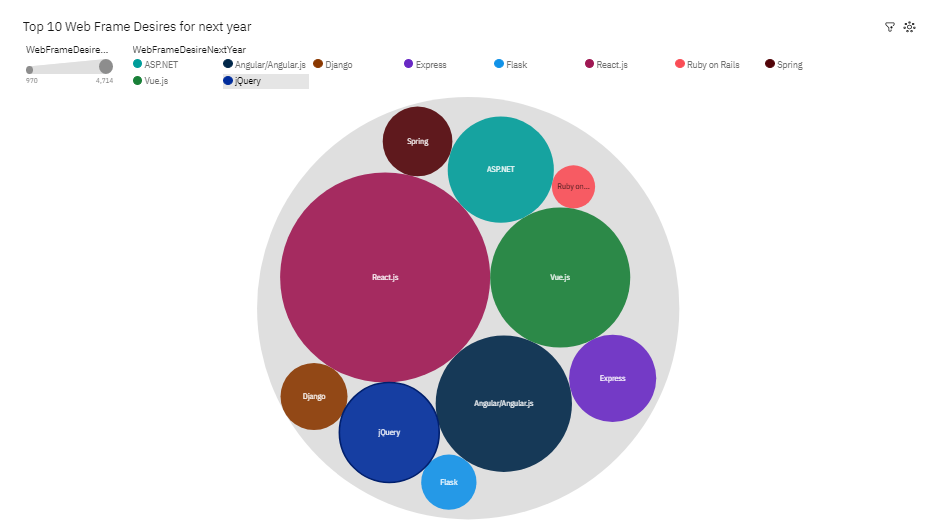 Top 10 Web Frame Desires for next year
WebFrameDesire...
970
4,714
WebFrameDesireNextYear
ASP.NET
Angular/Angular.js
Django
Express
Flask
React.js
Ruby on Rails
Spring
Vue.js
jQuery
Spring
ASP.NET
Ruby on...
React.js
Vue.js
Express
Django
Angular/Angular.js
jQuery
Flask